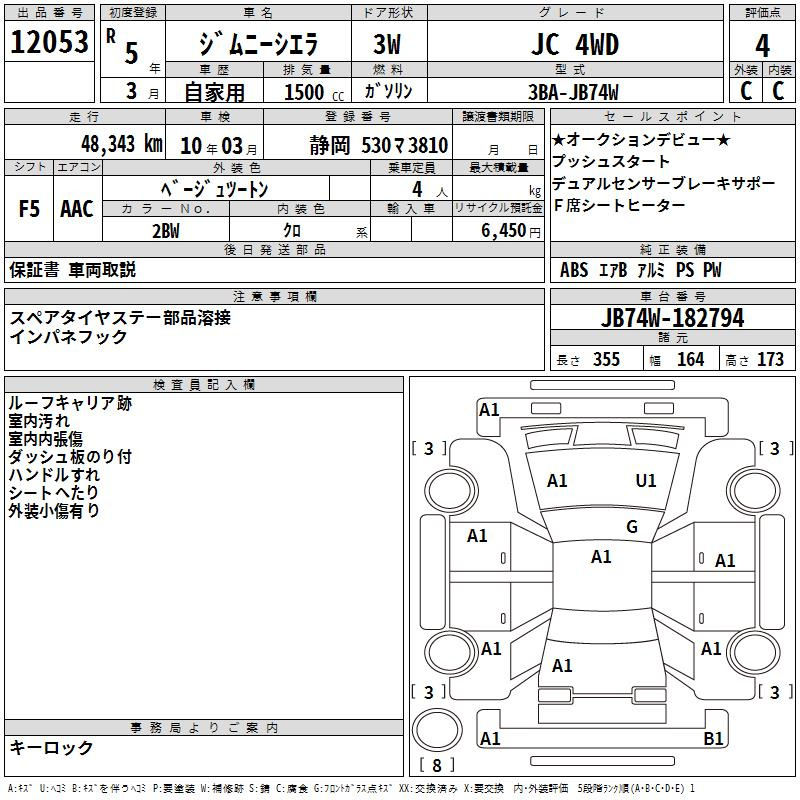 出品番号
12053
初度登録
R 5 年
3 月
車名
ジムニーシエラ
ドア形状
3W
グレード
JC 4WD
評価点
4
車歴
自家用
排気量
1500 CC
燃料
ガソリン
型式
3BA-JB74W
外装 内装
C C
走行
48,343 km
車検
10 年 03 月
登録番号
静岡 530マ3810
譲渡書類期限
月 日
セールスポイント
★オークションデビュー★
プッシュスタート
デュアルセンサーブレーキサポー
F席シートヒーター
シフト
F5
エアコン
AAC
外装色
ベージュツートン
乗車定員
4 人
最大積載量
kg
カラーNo.
2BW
内装色
クロ 系
輸入車
リサイクル預託金
6,450 円
後日発送部品
保証書 車両取説
純正装備
ABS エアB アルミ PS PW
注意事項欄
スペアタイヤステー部品溶接
インパネフック
車台番号
JB74W-182794
諸元
長さ 355 幅 164 高さ 173
検査員記入欄
ルーフキャリア跡
室内汚れ
室内内張傷
ダッシュ板のり付
ハンドルすれ
シートへたり
外装小傷有り
事務局よりご案内
キーロック
A1
[ 3 ] [ 3 ]
A1 U1
G
A1 A1 A1
A1 A1
A1
[ 3 ] [ 3 ]
A1 B1
[ 8 ]
A:キズ U:ヘコミ B:キズを伴うヘコミ P:要塗装 W:補修跡 S:錆 C:腐食 G:フロントガラス点キズ XX:交換済み X:要交換 内・外装評価 5段階ランク順(A・B・C・D・E) 1